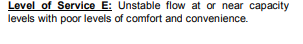 Level of Service E: Unstable flow at or near capacity
levels with poor levels of comfort and convenience.